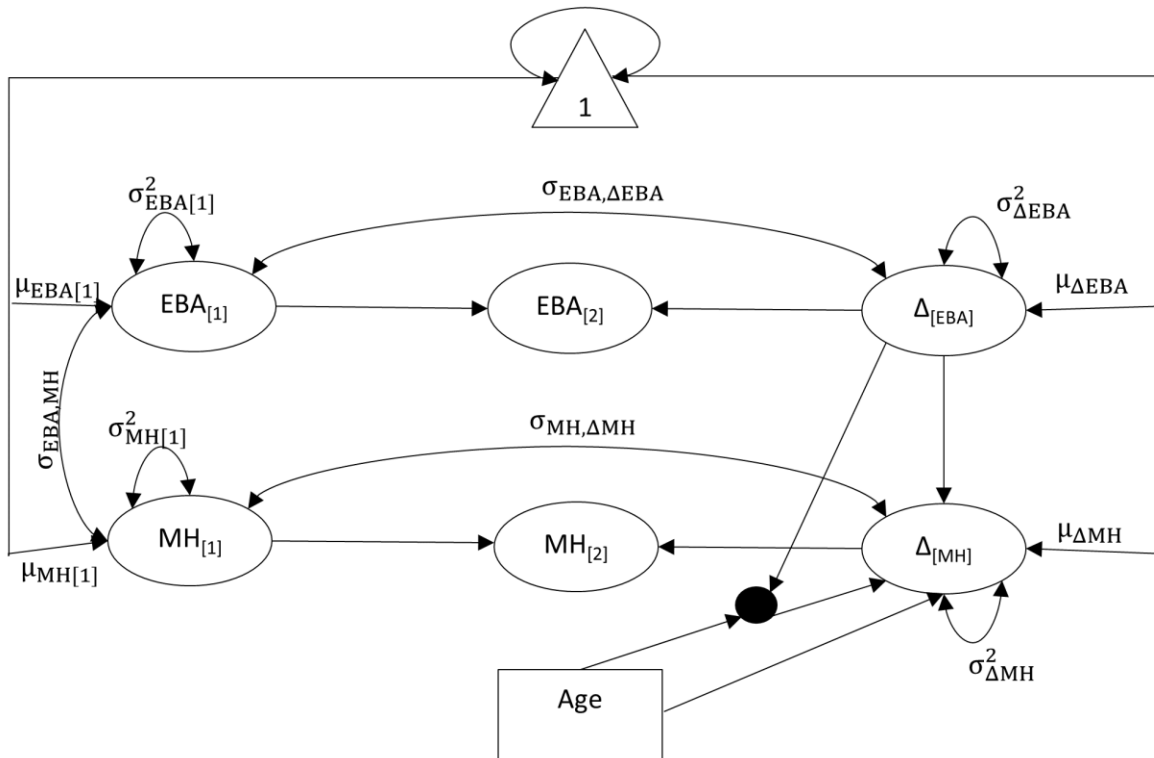 1
σ²EBA[1]
σEBA,ΔEBA
σ²ΔEBA
μEBA[1]
EBA[1]
EBA[2]
Δ[EBA]
μΔEBA
σEBA,MH
σ²MH[1]
σMH,ΔMH
MH[1]
MH[2]
Δ[MH]
μΔMH
μMH[1]
σ²ΔMH
Age